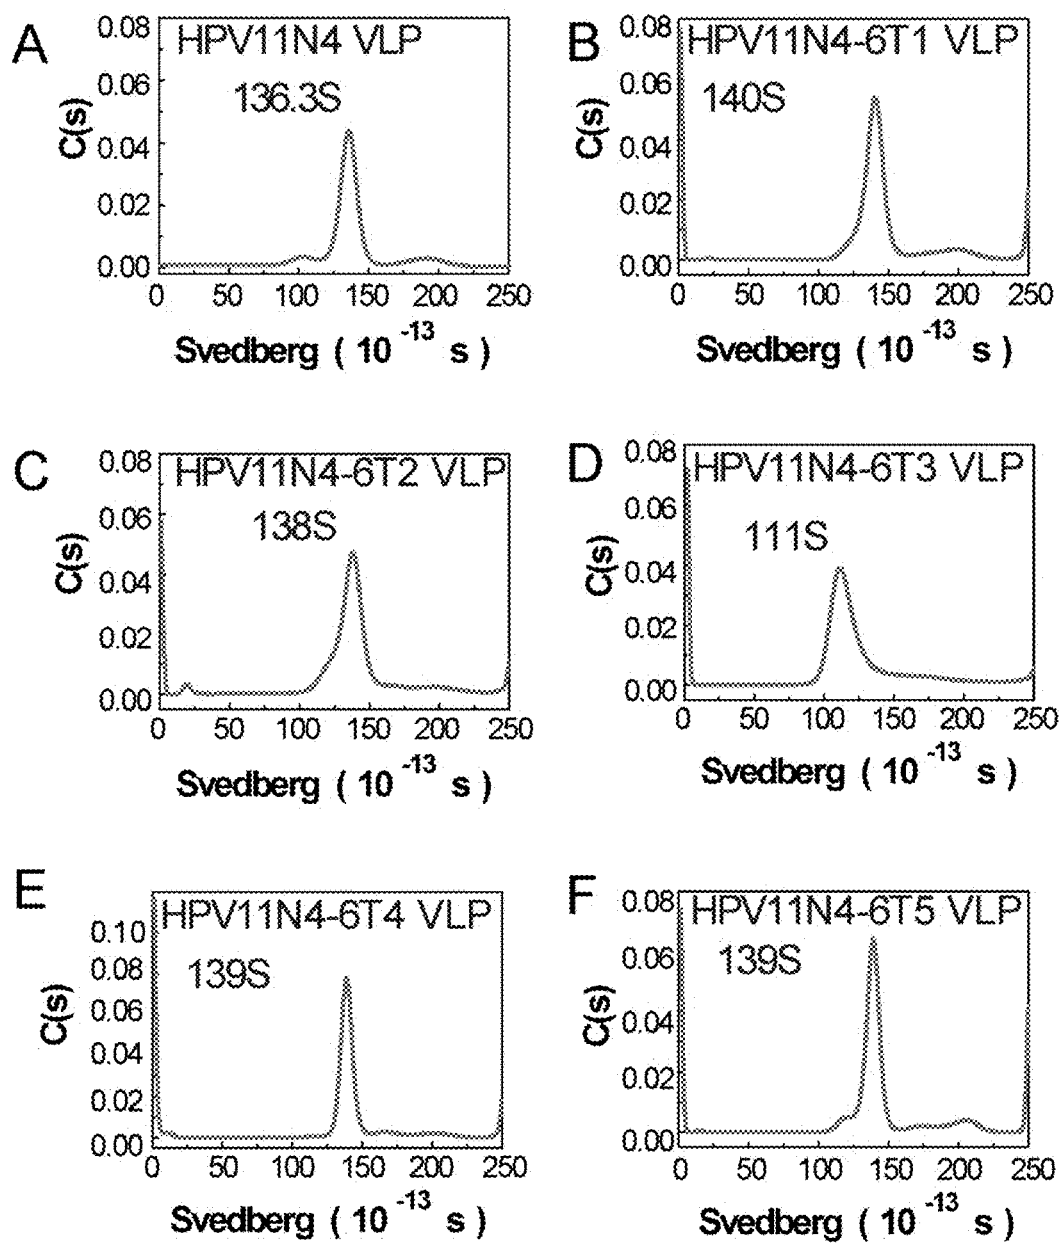 A
HPV11N4 VLP
136.3S
C(s)
0.08
0.06
0.04
0.02
0.00
0 50 100 150 200 250
Svedberg ( 10 -13 s )
B
HPV11N4-6T1 VLP
140S
C(s)
0.08
0.06
0.04
0.02
0.00
0 50 100 150 200 250
Svedberg ( 10 -13 s )
C
HPV11N4-6T2 VLP
138S
C(s)
0.08
0.06
0.04
0.02
0.00
0 50 100 150 200 250
Svedberg ( 10 -13 s )
D
HPV11N4-6T3 VLP
111S
C(s)
0.08
0.06
0.04
0.02
0.00
0 50 100 150 200 250
Svedberg ( 10 -13 s )
E
HPV11N4-6T4 VLP
139S
C(s)
0.10
0.08
0.06
0.04
0.02
0.00
0 50 100 150 200 250
Svedberg ( 10 -13 s )
F
HPV11N4-6T5 VLP
139S
C(s)
0.08
0.06
0.04
0.02
0.00
0 50 100 150 200 250
Svedberg ( 10 -13 s )